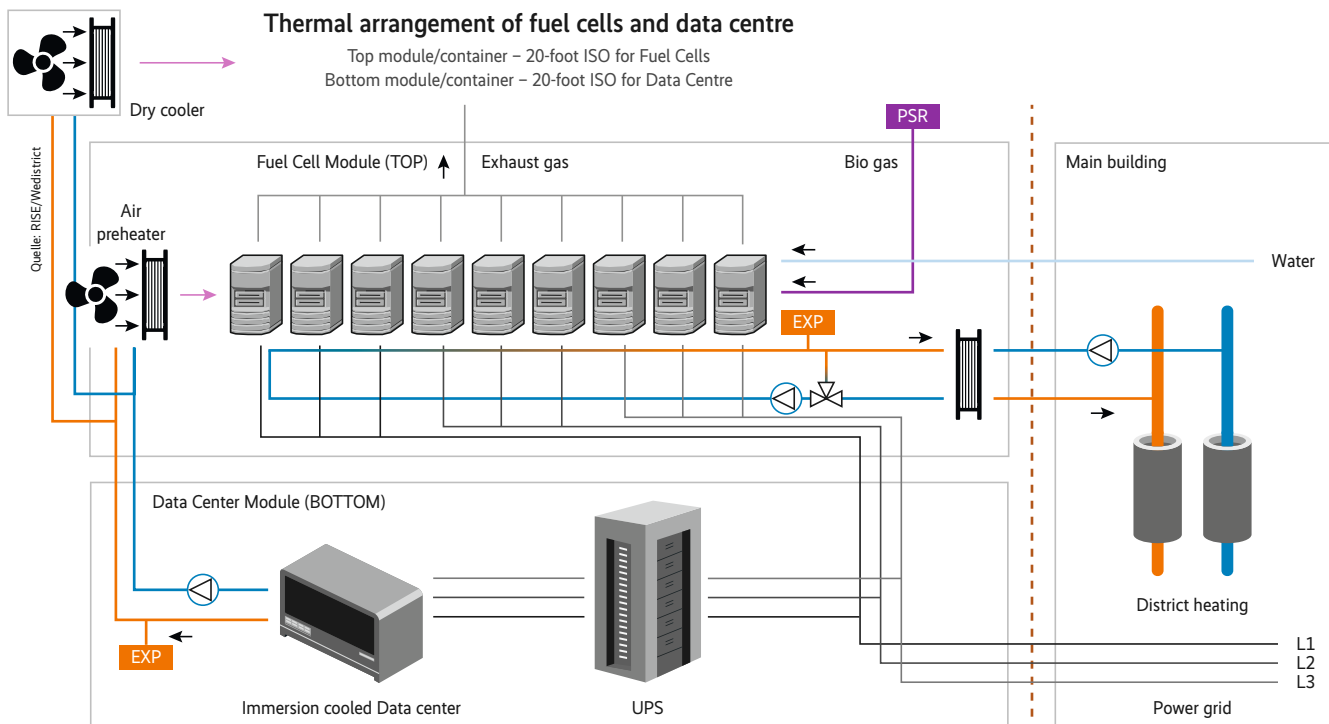 Thermal arrangement of fuel cells and data centre
Top module/container – 20-foot ISO for Fuel Cells
Bottom module/container – 20-foot ISO for Data Centre
Dry cooler
PSR
Fuel Cell Module (TOP)
Exhaust gas
Bio gas
Main building
Quelle: RISE/Wedistrict
Air
preheater
Water
EXP
Data Center Module (BOTTOM)
District heating
EXP
L1
L2
L3
Immersion cooled Data center
UPS
Power grid